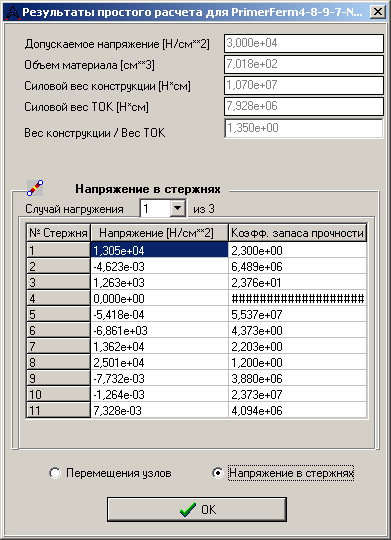 Результаты простого расчета для PrimerFerm4-8-9-7-N...
Допускаемое напряжение [Н/см**2] 3,000e+04
Объем материала [см**3] 7,018e+02
Силовой вес конструкции [Н*см] 1,070e+07
Силовой вес ТОК [Н*см] 7,928e+06
Вес конструкции / Вес ТОК 1,350e+00
Напряжение в стержнях
Случай нагружения 1 из 3
№ Стержня Напряжение [Н/см**2] Коэфф. запаса прочности
1 1,305e+04 2,300e+00
2 -4,623e-03 6,489e+06
3 1,263e+03 2,376e+01
4 0,000e+00 ####################
5 -5,418e-04 5,537e+07
6 -6,861e+03 4,373e+00
7 1,362e+04 2,203e+00
8 2,501e+04 1,200e+00
9 -7,732e-03 3,880e+06
10 -1,264e-03 2,373e+07
11 7,328e-03 4,094e+06
Перемещения узлов Напряжение в стержнях
OK